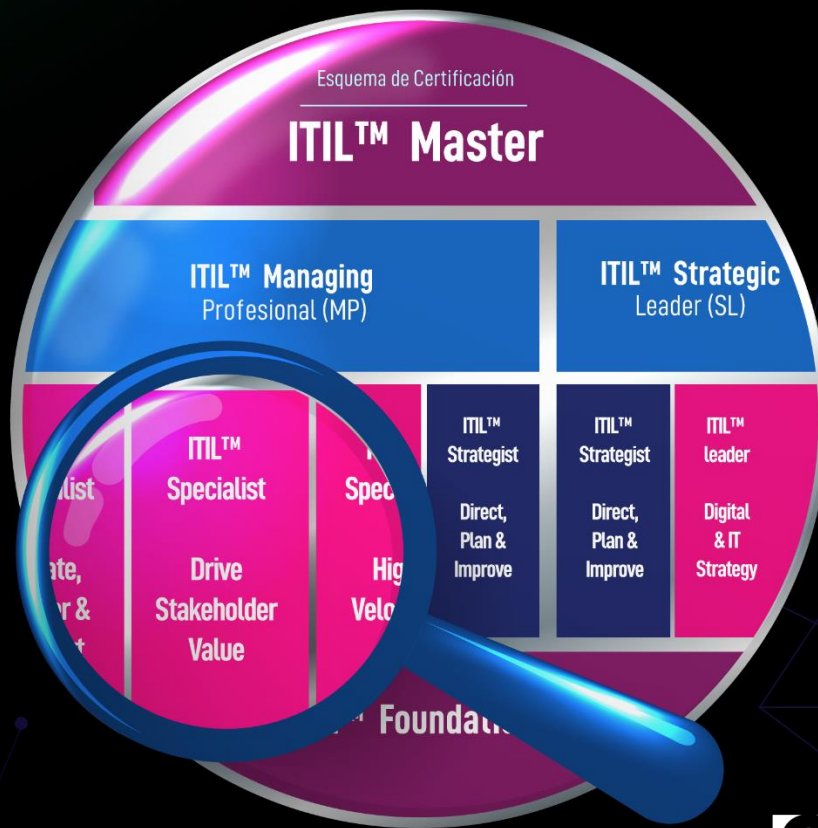 Esquema de Certificación
ITIL™ Master
ITIL™ Managing
Profesional (MP)
ITIL™ Strategic
Leader (SL)
ITIL™
Specialist
Drive
Stakeholder
Value
ITIL™
Strategist
Direct,
Plan &
Improve
ITIL™
Strategist
Direct,
Plan &
Improve
ITIL™
leader
Digital
& IT
Strategy